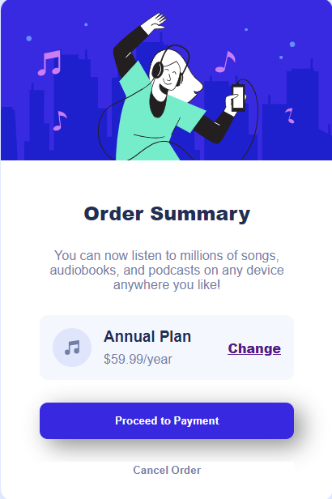 Order Summary
You can now listen to millions of songs,
audiobooks, and podcasts on any device
anywhere you like!
Annual Plan
$59.99/year
Change
Proceed to Payment
Cancel Order